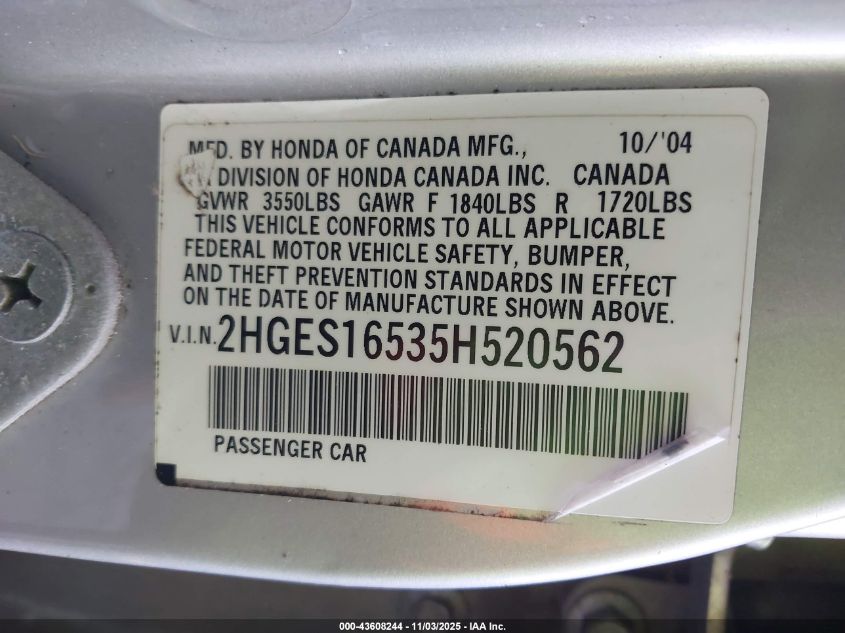 MFD. BY HONDA OF CANADA MFG., 10/'04
DIVISION OF HONDA CANADA INC. CANADA
GVWR 3550LBS GAWR F 1840LBS R 1720LBS
THIS VEHICLE CONFORMS TO ALL APPLICABLE
FEDERAL MOTOR VEHICLE SAFETY, BUMPER,
AND THEFT PREVENTION STANDARDS IN EFFECT
ON THE DATE OF MANUFACTURE SHOWN ABOVE.
V.I.N. 2HGES16535H520562
PASSENGER CAR
000-43608244 - 11/03/2025 - IAA Inc.